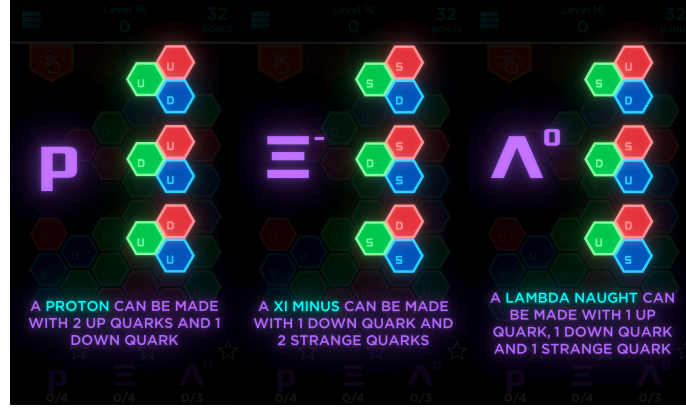 Level 16
0
32
BONUS
U
U
D
p
U
D
U
D
U
U
A PROTON CAN BE MADE
WITH 2 UP QUARKS AND 1
DOWN QUARK
p Ξ Λ⁰
0/4 0/4 0/3
Level 16
0
32
BONUS
S
S
D
Ξ⁻
S
D
S
D
S
S
A XI MINUS CAN BE MADE
WITH 1 DOWN QUARK AND
2 STRANGE QUARKS
p Ξ Λ⁰
0/4 0/4 0/3
Level 16
0
32
BONUS
U
S
D
Λ⁰
S
D
U
D
U
S
A LAMBDA NAUGHT CAN
BE MADE WITH 1 UP
QUARK, 1 DOWN QUARK
AND 1 STRANGE QUARK
p Ξ Λ⁰
0/4 0/4 0/3